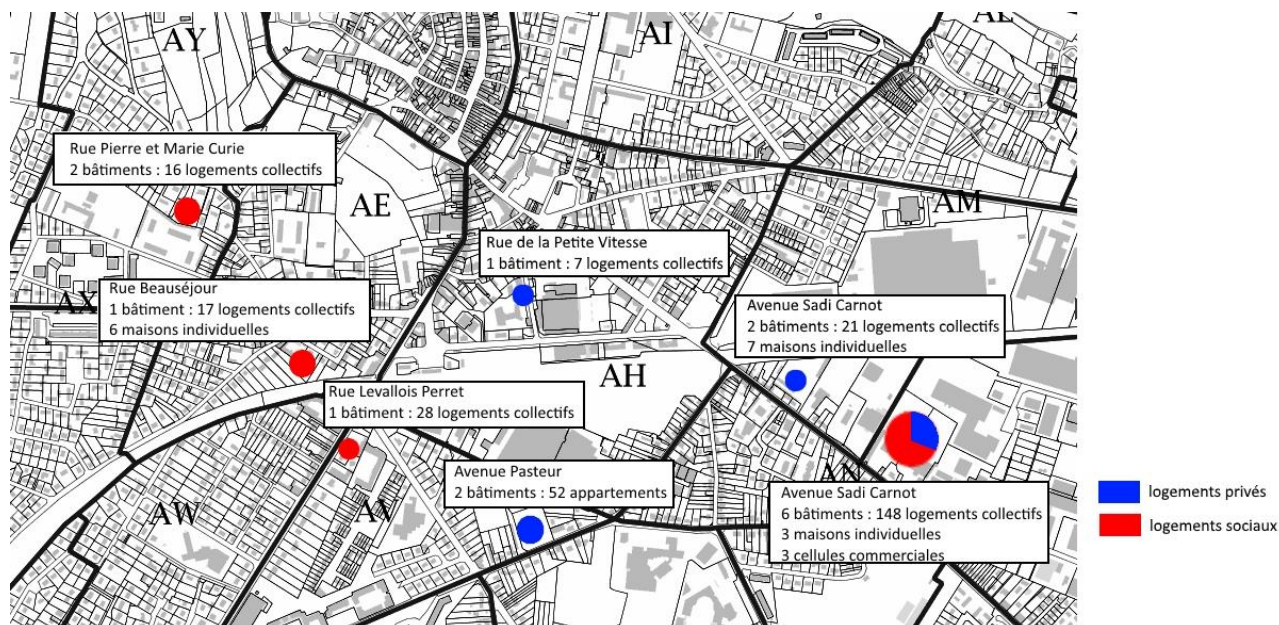 AY
AI
AL
Rue Pierre et Marie Curie
2 bâtiments : 16 logements collectifs
AE
AM
Rue de la Petite Vitesse
1 bâtiment : 7 logements collectifs
AX
Rue Beauséjour
1 bâtiment : 17 logements collectifs
6 maisons individuelles
Avenue Sadi Carnot
2 bâtiments : 21 logements collectifs
7 maisons individuelles
AH
Rue Levallois Perret
1 bâtiment : 28 logements collectifs
AW
AV
Avenue Pasteur
2 bâtiments : 52 appartements
AN
Avenue Sadi Carnot
6 bâtiments : 148 logements collectifs
3 maisons individuelles
3 cellules commerciales
logements privés
logements sociaux